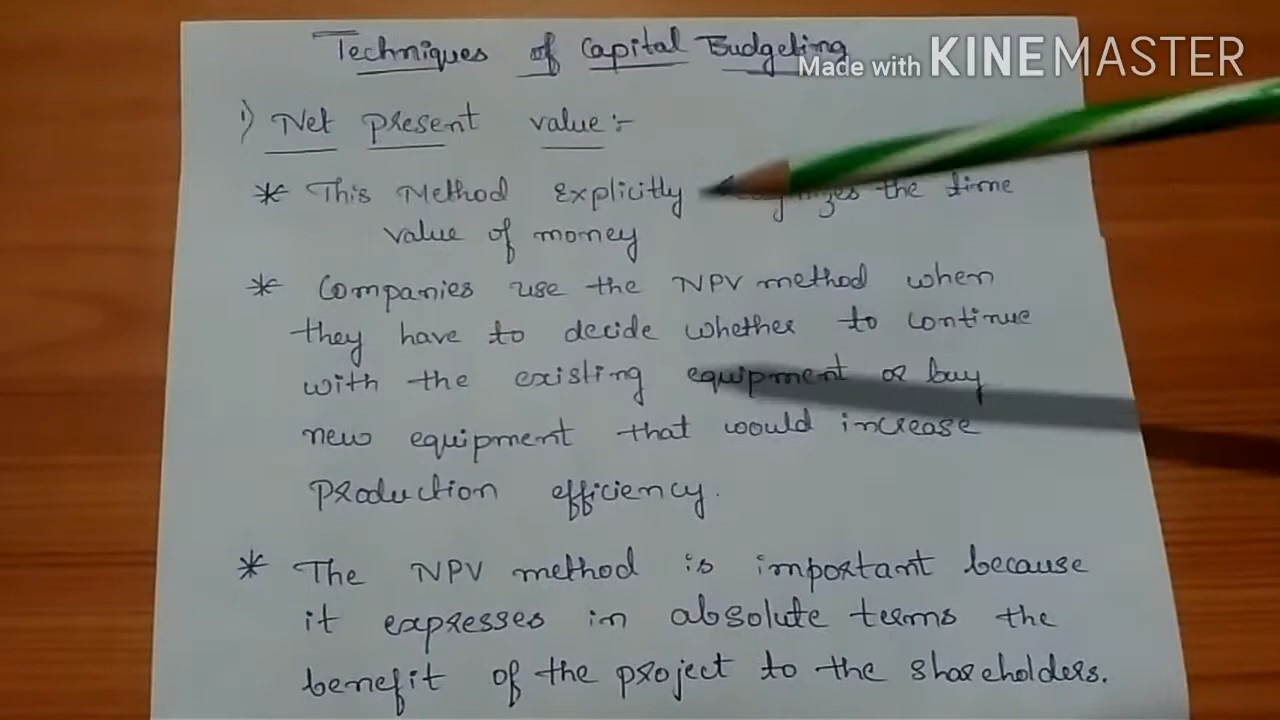 Techniques of Capital Budgeting
Made with KINEMASTER
1) Net present value :-
* This Method Explicitly the time
value of money
* Companies use the NPV method when
they have to decide whether to continue
with the existing equipment or buy
new equipment that would increase
production efficiency.
* The NPV method is important because
it expresses in absolute terms the
benefit of the project to the shareholders.